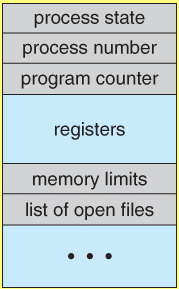 process state
process number
program counter
registers
memory limits
list of open files
• • •